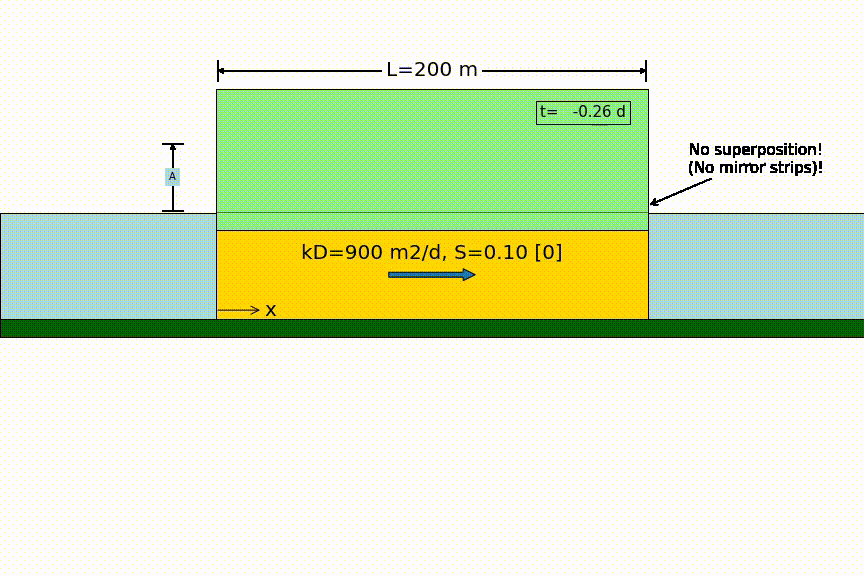 L=200 m
t=   -0.26 d
No superposition!
(No mirror strips)!
A
kD=900 m2/d, S=0.10 [0]
x